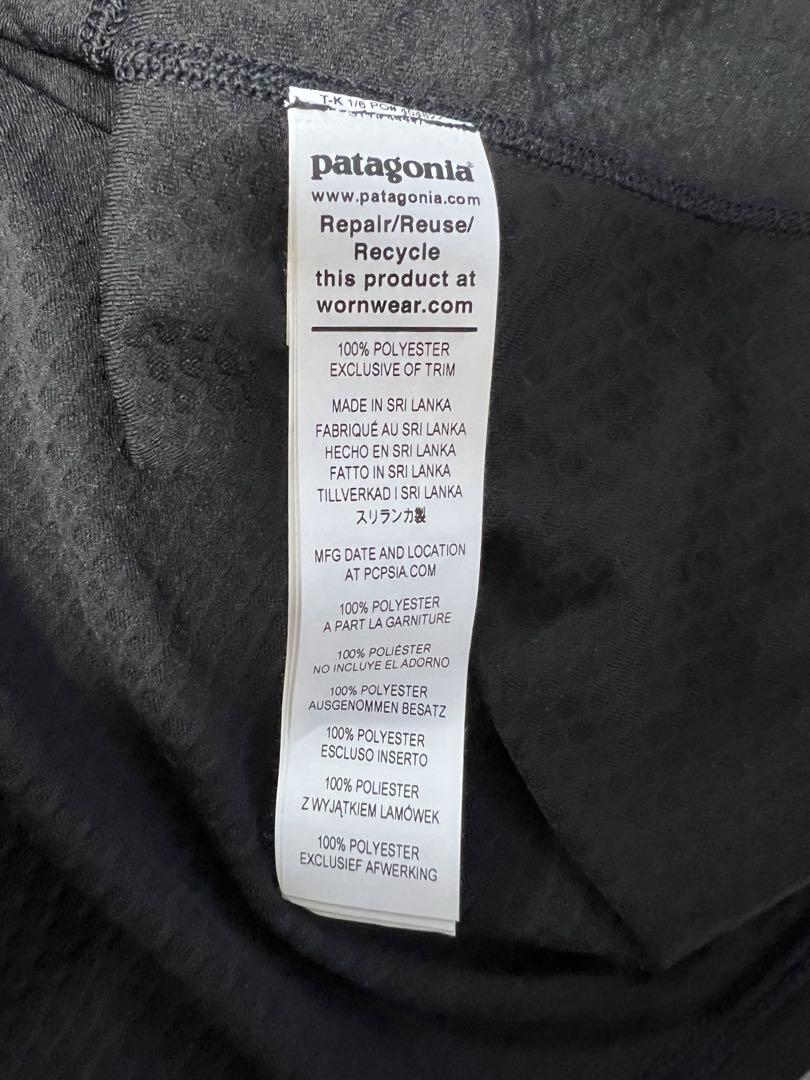 T-K 1/6 PO#
patagonia®
www.patagonia.com
Repair/Reuse/
Recycle
this product at
wornwear.com
100% POLYESTER
EXCLUSIVE OF TRIM
MADE IN SRI LANKA
FABRIQUÉ AU SRI LANKA
HECHO EN SRI LANKA
FATTO IN SRI LANKA
TILLVERKAD I SRI LANKA
スリランカ製
MFG DATE AND LOCATION
AT PCPSIA.COM
100% POLYESTER
A PART LA GARNITURE
100% POLIÉSTER
NO INCLUYE EL ADORNO
100% POLYESTER
AUSGENOMMEN BESATZ
100% POLYESTER
ESCLUSO INSERTO
100% POLIESTER
Z WYJĄTKIEM LAMÓWEK
100% POLYESTER
EXCLUSIEF AFWERKING